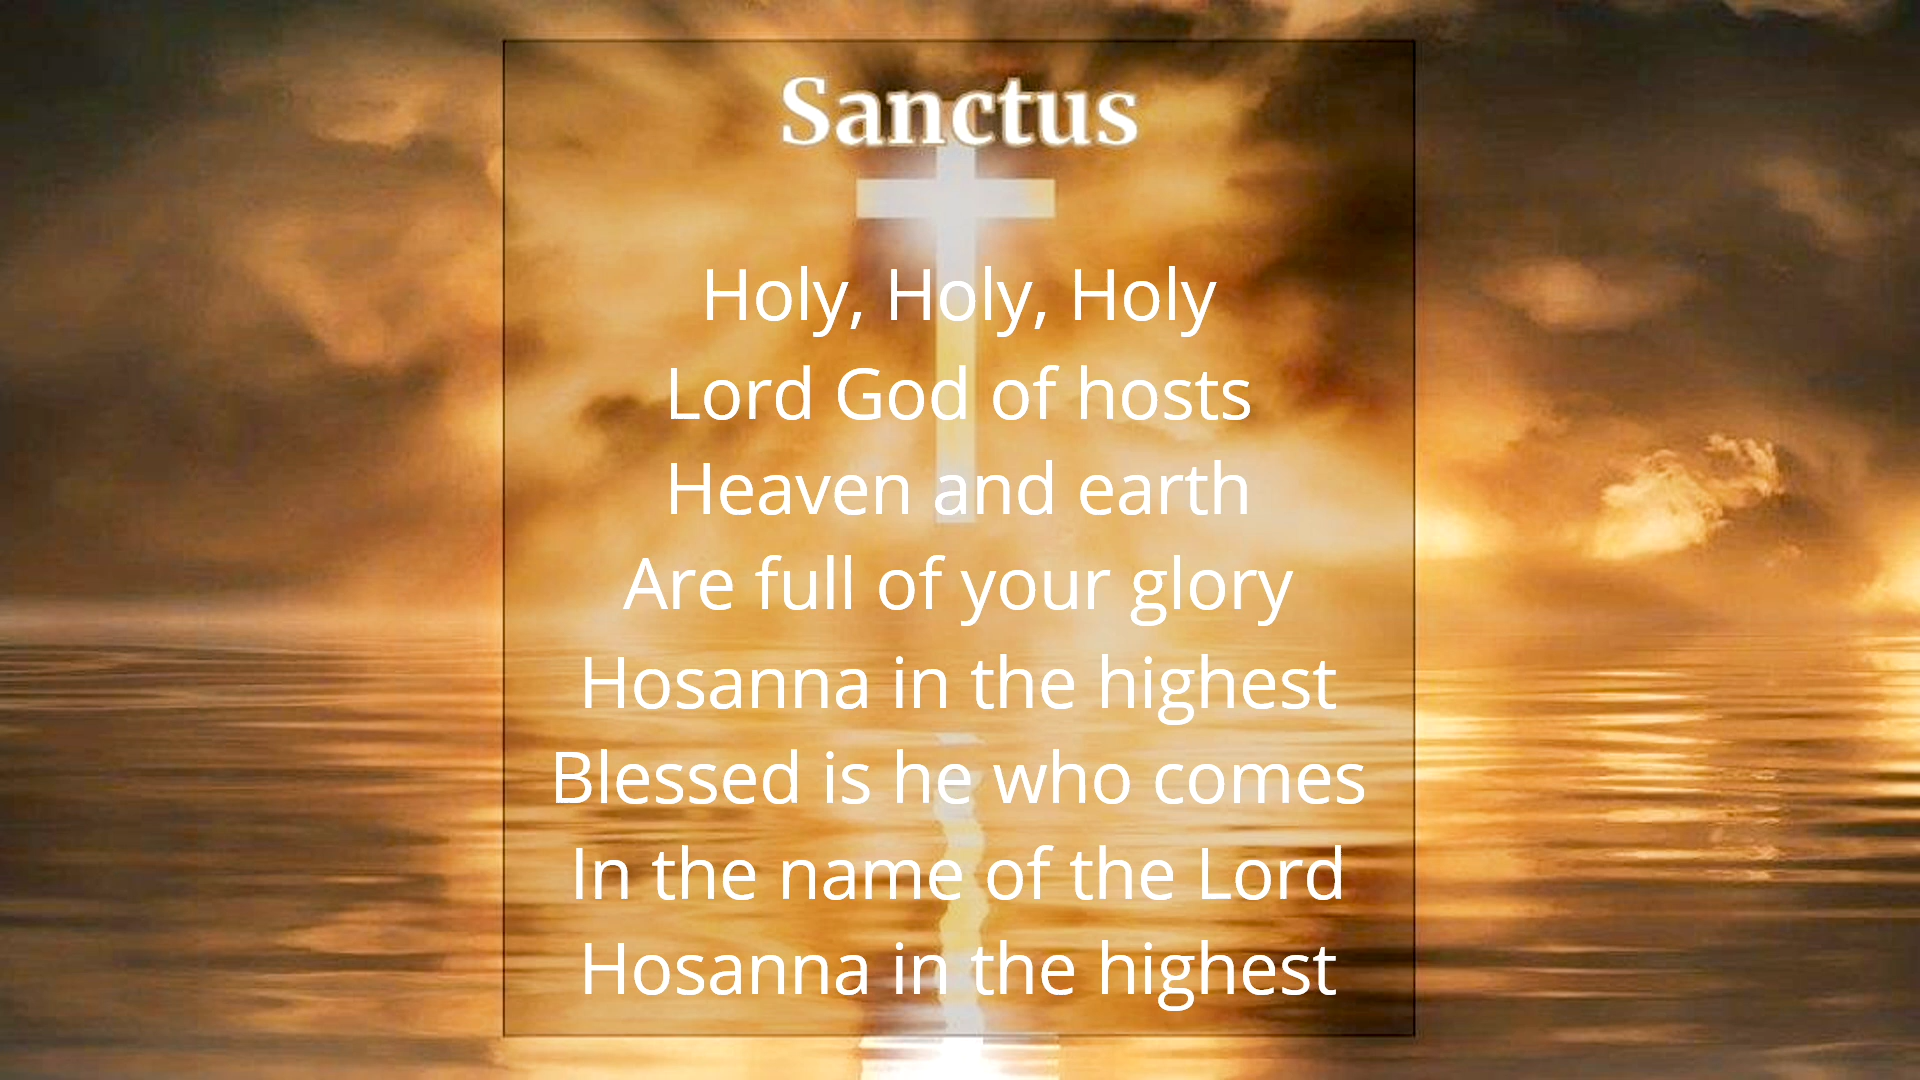 Sanctus
Holy, Holy, Holy
Lord God of hosts
Heaven and earth
Are full of your glory
Hosanna in the highest
Blessed is he who comes
In the name of the Lord
Hosanna in the highest